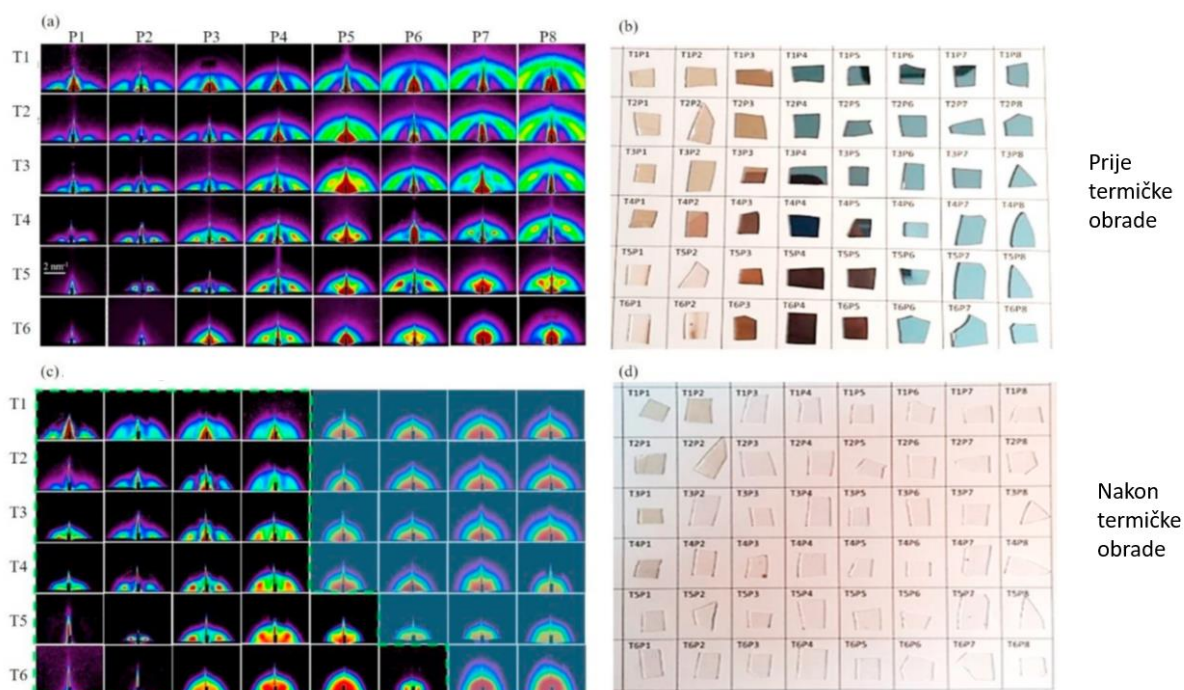 (a)
P1 P2 P3 P4 P5 P6 P7 P8
T1
T2
T3
T4
T5
2 nm⁻¹
T6
(b)
T1P1 T1P2 T1P3 T1P4 T1P5 T1P6 T1P7 T1P8
T2P1 T2P2 T2P3 T2P4 T2P5 T2P6 T2P7 T2P8
T3P1 T3P2 T3P3 T3P4 T3P5 T3P6 T3P7 T3P8
T4P1 T4P2 T4P3 T4P4 T4P5 T4P6 T4P7 T4P8
T5P1 T5P2 T5P3 T5P4 T5P5 T5P6 T5P7 T5P8
T6P1 T6P2 T6P3 T6P4 T6P5 T6P6 T6P7 T6P8
Prije
termičke
obrade
(c)
T1
T2
T3
T4
T5
T6
(d)
T1P1 T1P2 T1P3 T1P4 T1P5 T1P6 T1P7 T1P8
T2P1 T2P2 T2P3 T2P4 T2P5 T2P6 T2P7 T2P8
T3P1 T3P2 T3P3 T3P4 T3P5 T3P6 T3P7 T3P8
T4P1 T4P2 T4P3 T4P4 T4P5 T4P6 T4P7 T4P8
T5P1 T5P2 T5P3 T5P4 T5P5 T5P6 T5P7 T5P8
T6P1 T6P2 T6P3 T6P4 T6P5 T6P6 T6P7 T6P8
Nakon
termičke
obrade